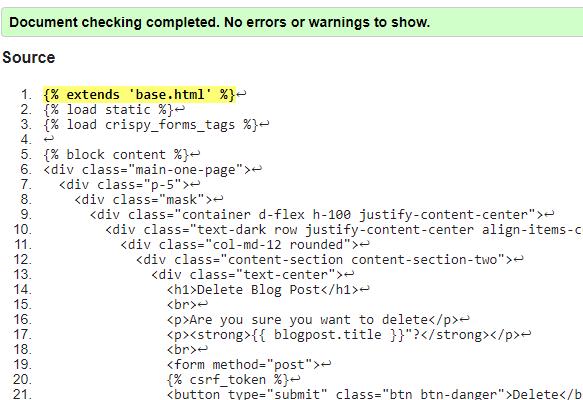 Document checking completed. No errors or warnings to show.
Source
1. {% extends 'base.html' %}↩
2. {% load static %}↩
3. {% load crispy_forms_tags %}↩
4. ↩
5. {% block content %}↩
6. <div class="main-one-page">↩
7. <div class="p-5">↩
8. <div class="mask">↩
9. <div class="container d-flex h-100 justify-content-center">↩
10. <div class="text-dark row justify-content-center align-items-c
11. <div class="col-md-12 rounded">↩
12. <div class="content-section content-section-two">↩
13. <div class="text-center">↩
14. <h1>Delete Blog Post</h1>↩
15. <br>↩
16. <p>Are you sure you want to delete</p>↩
17. <p><strong>{{ blogpost.title }}"?</strong></p>↩
18. <br>↩
19. <form method="post">↩
20. {% csrf_token %}↩
21. <button type="submit" class="btn btn-danger">Delete</b